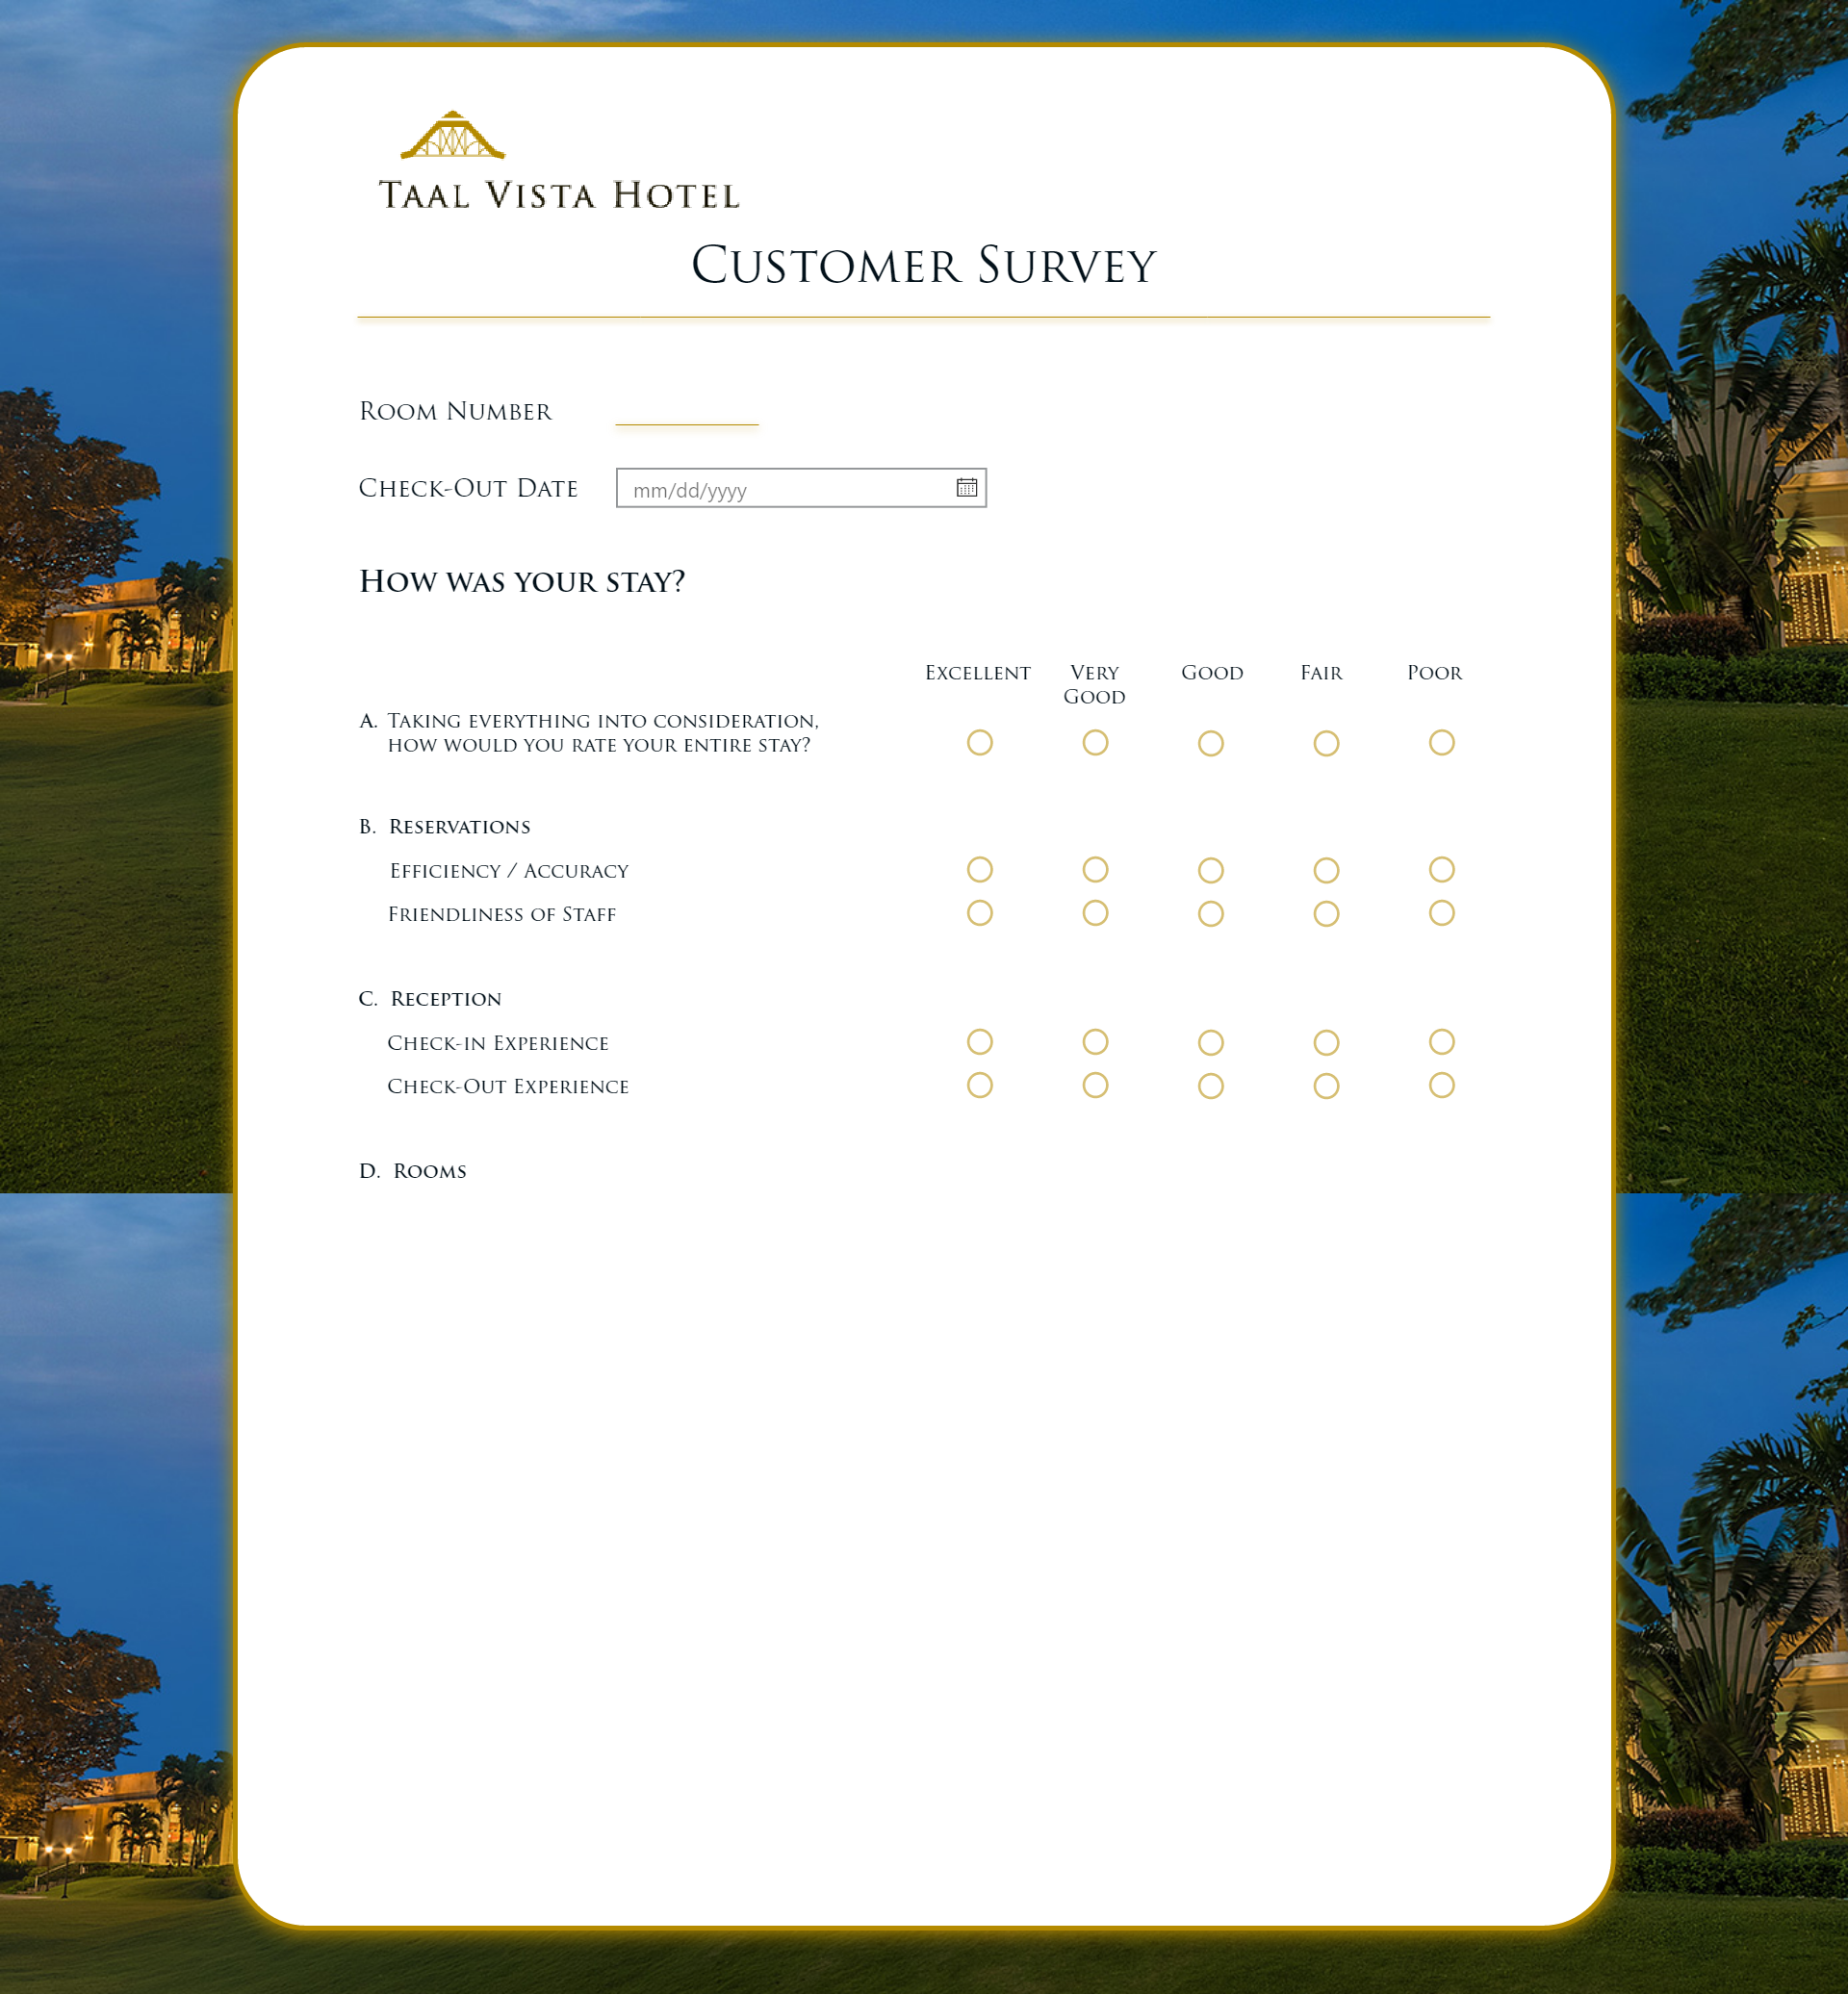 Taal Vista Hotel
Customer Survey
Room Number
Check-Out Date mm/dd/yyyy
How was your stay?
Excellent Very Good Good Fair Poor
A. Taking everything into consideration,
how would you rate your entire stay?
B. Reservations
Efficiency / Accuracy
Friendliness of Staff
C. Reception
Check-in Experience
Check-Out Experience
D. Rooms